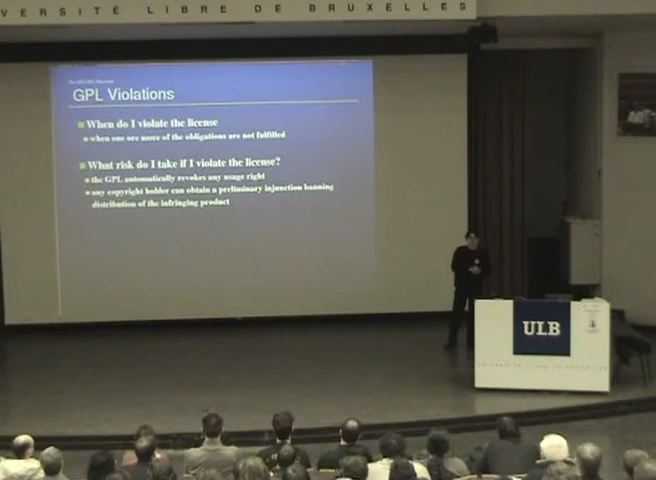 VERSITÉ LIBRE DE BRUXELLES
GPL Violations
When do I violate the license
when one ore more of the obligations are not fulfilled
What risk do I take if I violate the license?
the GPL automatically revokes any usage right
any copyright holder can obtain a preliminary injunction banning
distribution of the infringing product
ULB